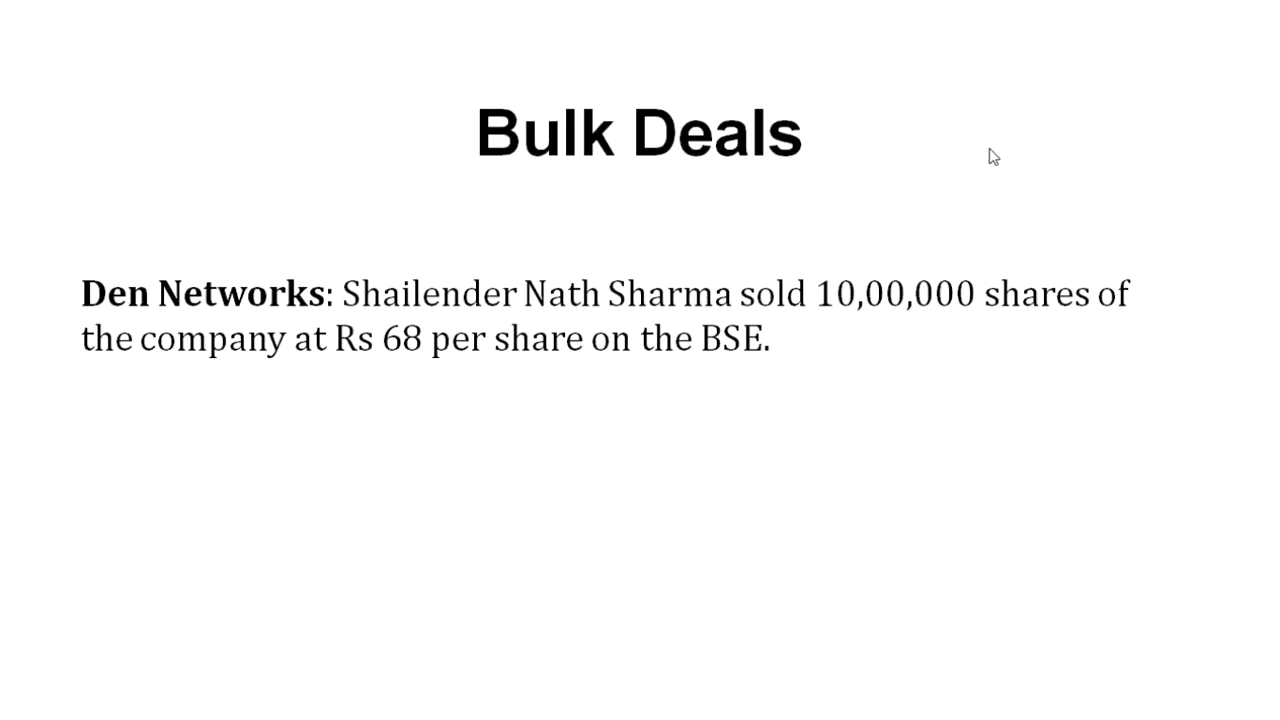 Bulk Deals
Den Networks: Shailender Nath Sharma sold 10,00,000 shares of
the company at Rs 68 per share on the BSE.